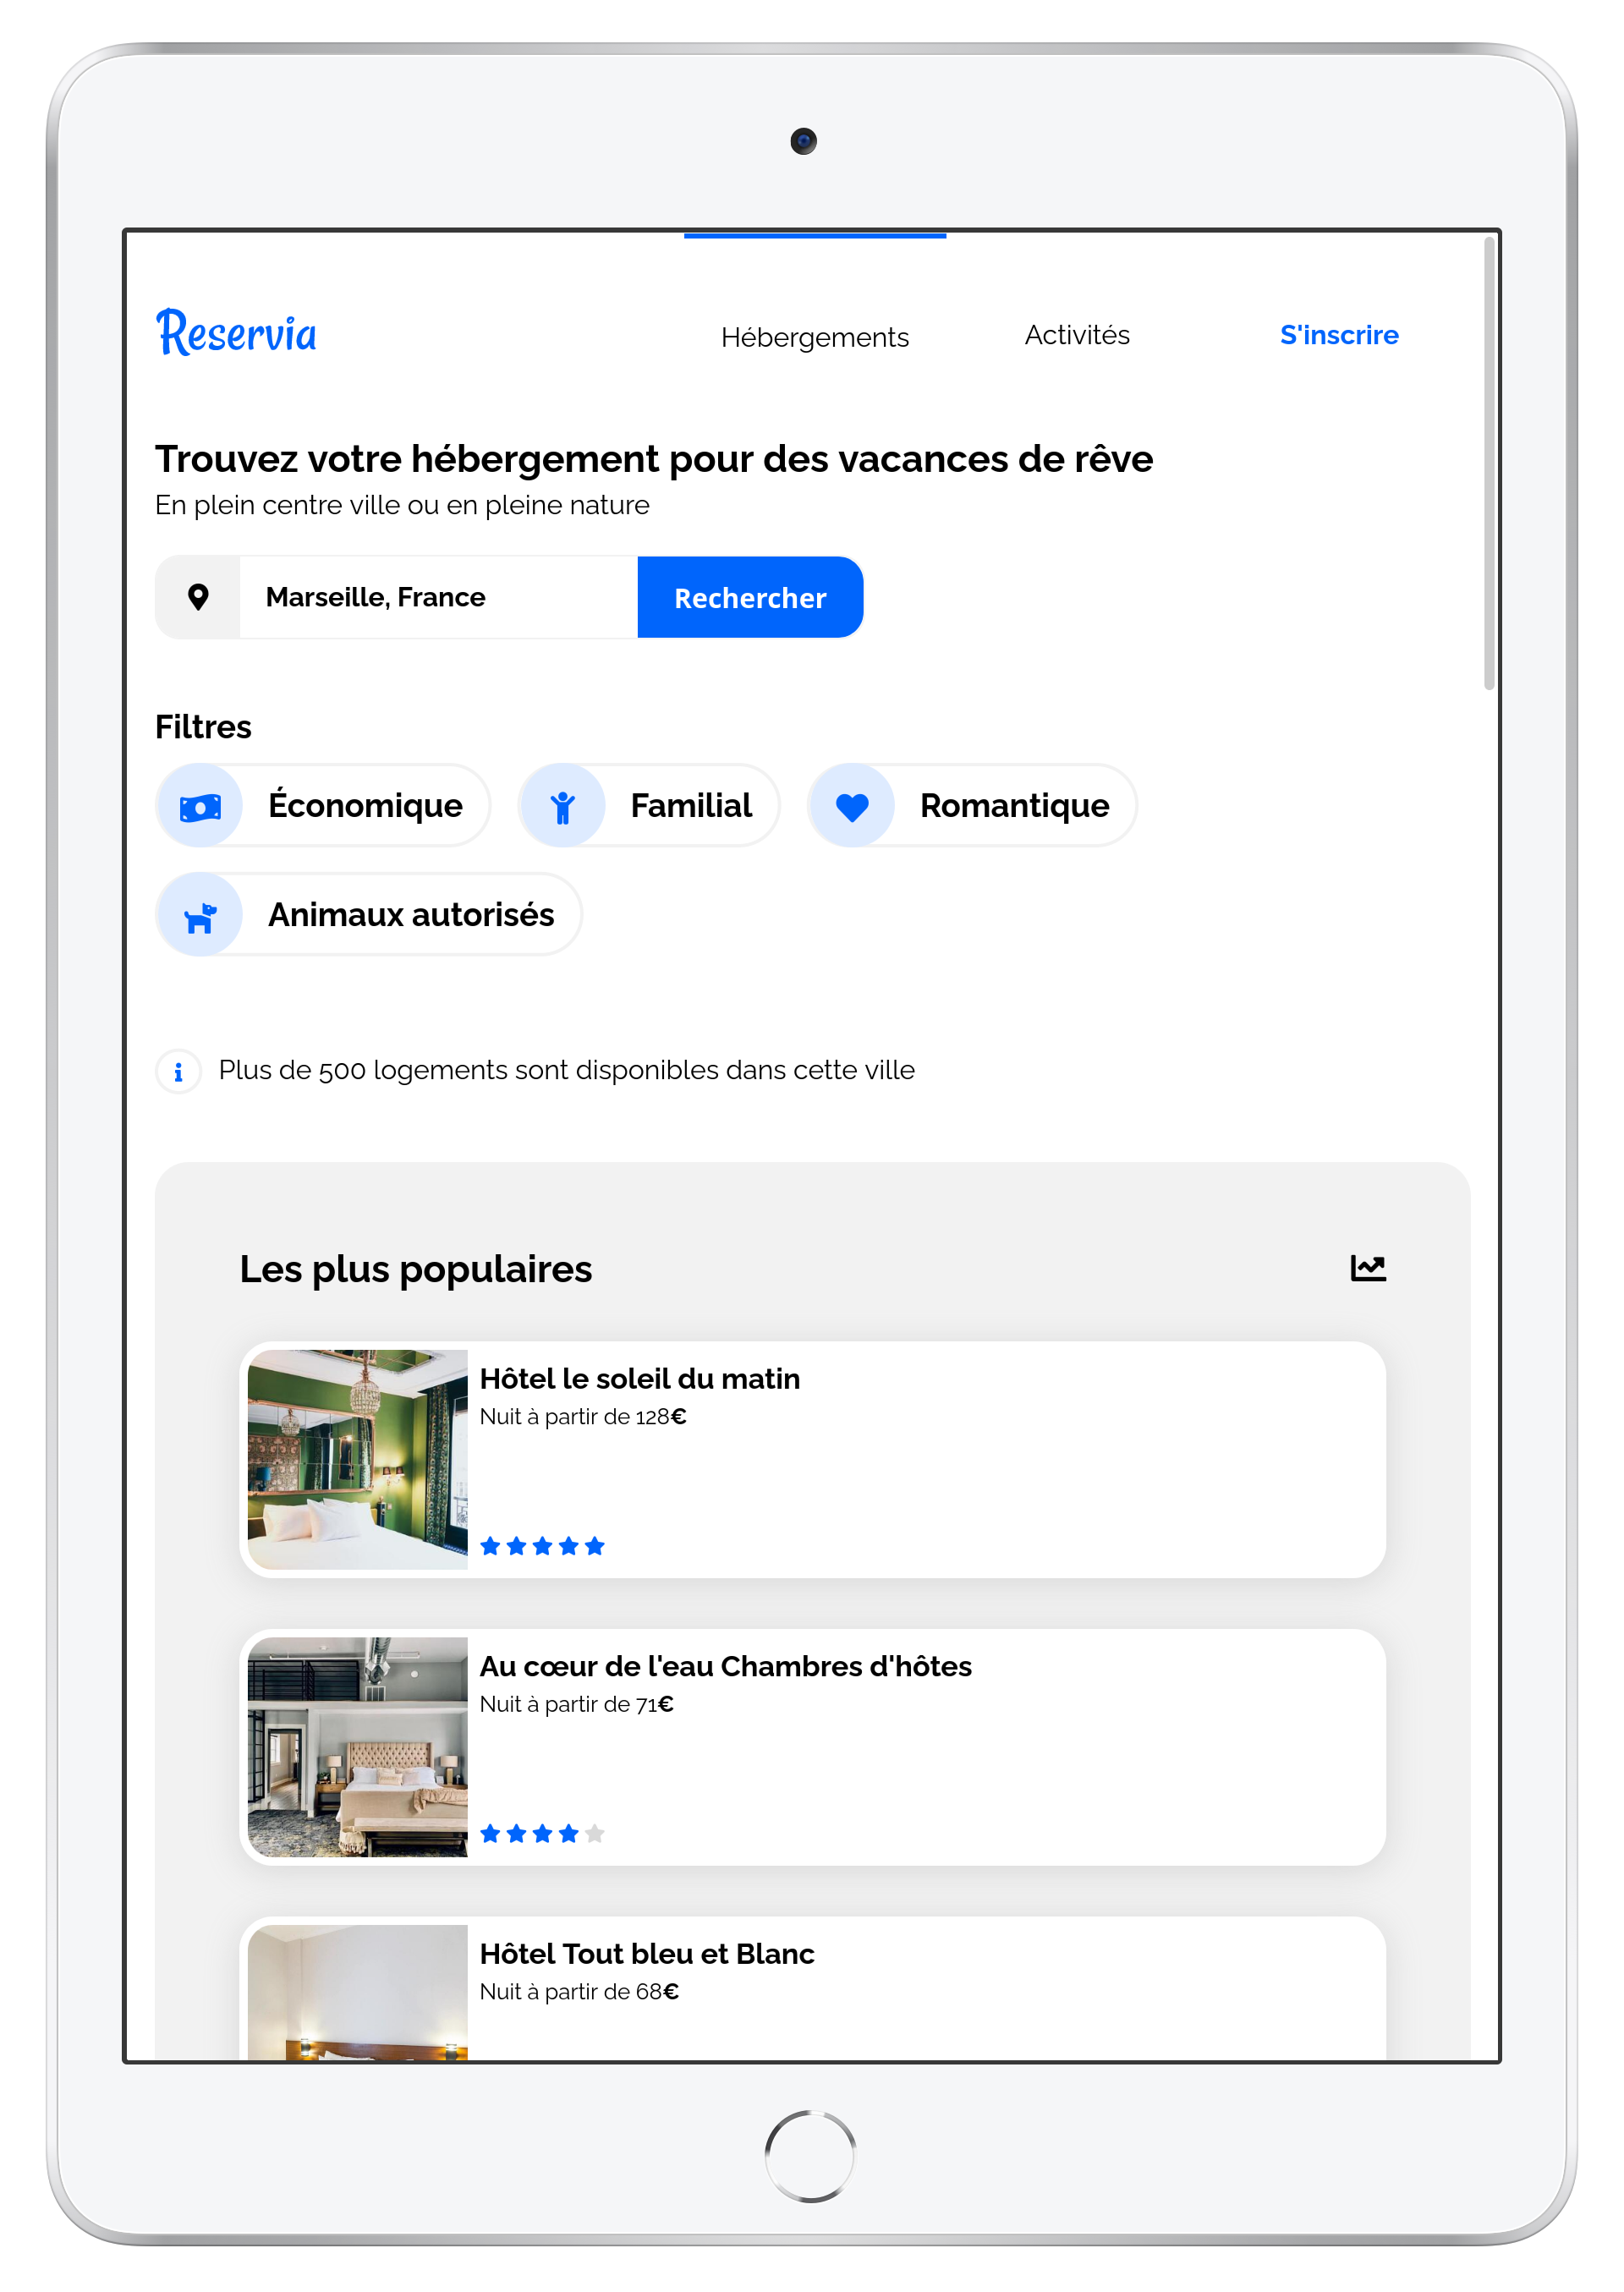 Reservia
Hébergements
Activités
S'inscrire
Trouvez votre hébergement pour des vacances de rêve
En plein centre ville ou en pleine nature
Marseille, France
Rechercher
Filtres
Économique
Familial
Romantique
Animaux autorisés
Plus de 500 logements sont disponibles dans cette ville
Les plus populaires
Hôtel le soleil du matin
Nuit à partir de 128€
Au cœur de l'eau Chambres d'hôtes
Nuit à partir de 71€
Hôtel Tout bleu et Blanc
Nuit à partir de 68€